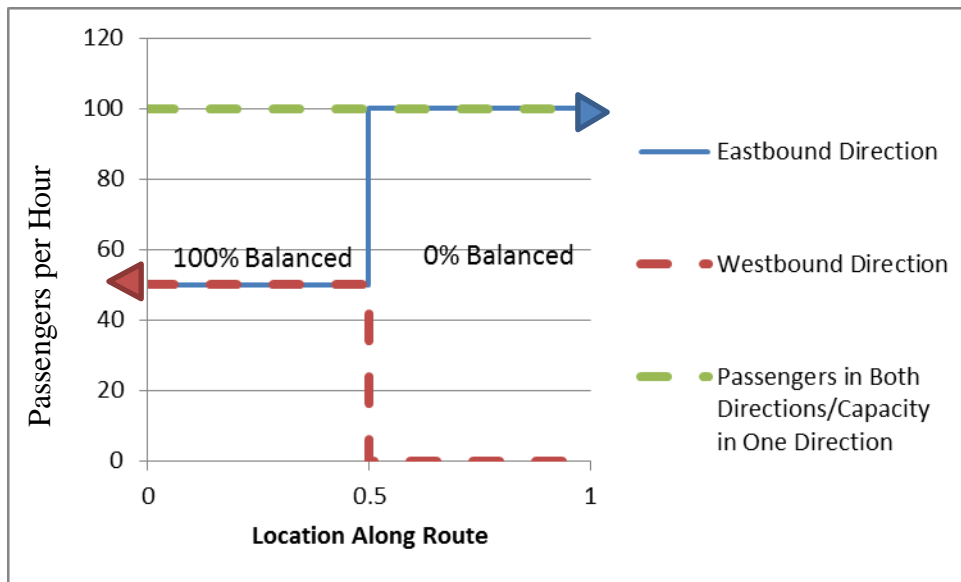 120
100
80
60
40
20
0
Passengers per Hour
100% Balanced
0% Balanced
0
0.5
1
Location Along Route
Eastbound Direction
Westbound Direction
Passengers in Both
Directions/Capacity
in One Direction